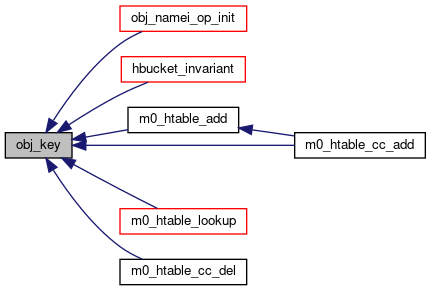 obj_namei_op_init
hbucket_invariant
m0_htable_add
obj_key
m0_htable_cc_add
m0_htable_lookup
m0_htable_cc_del